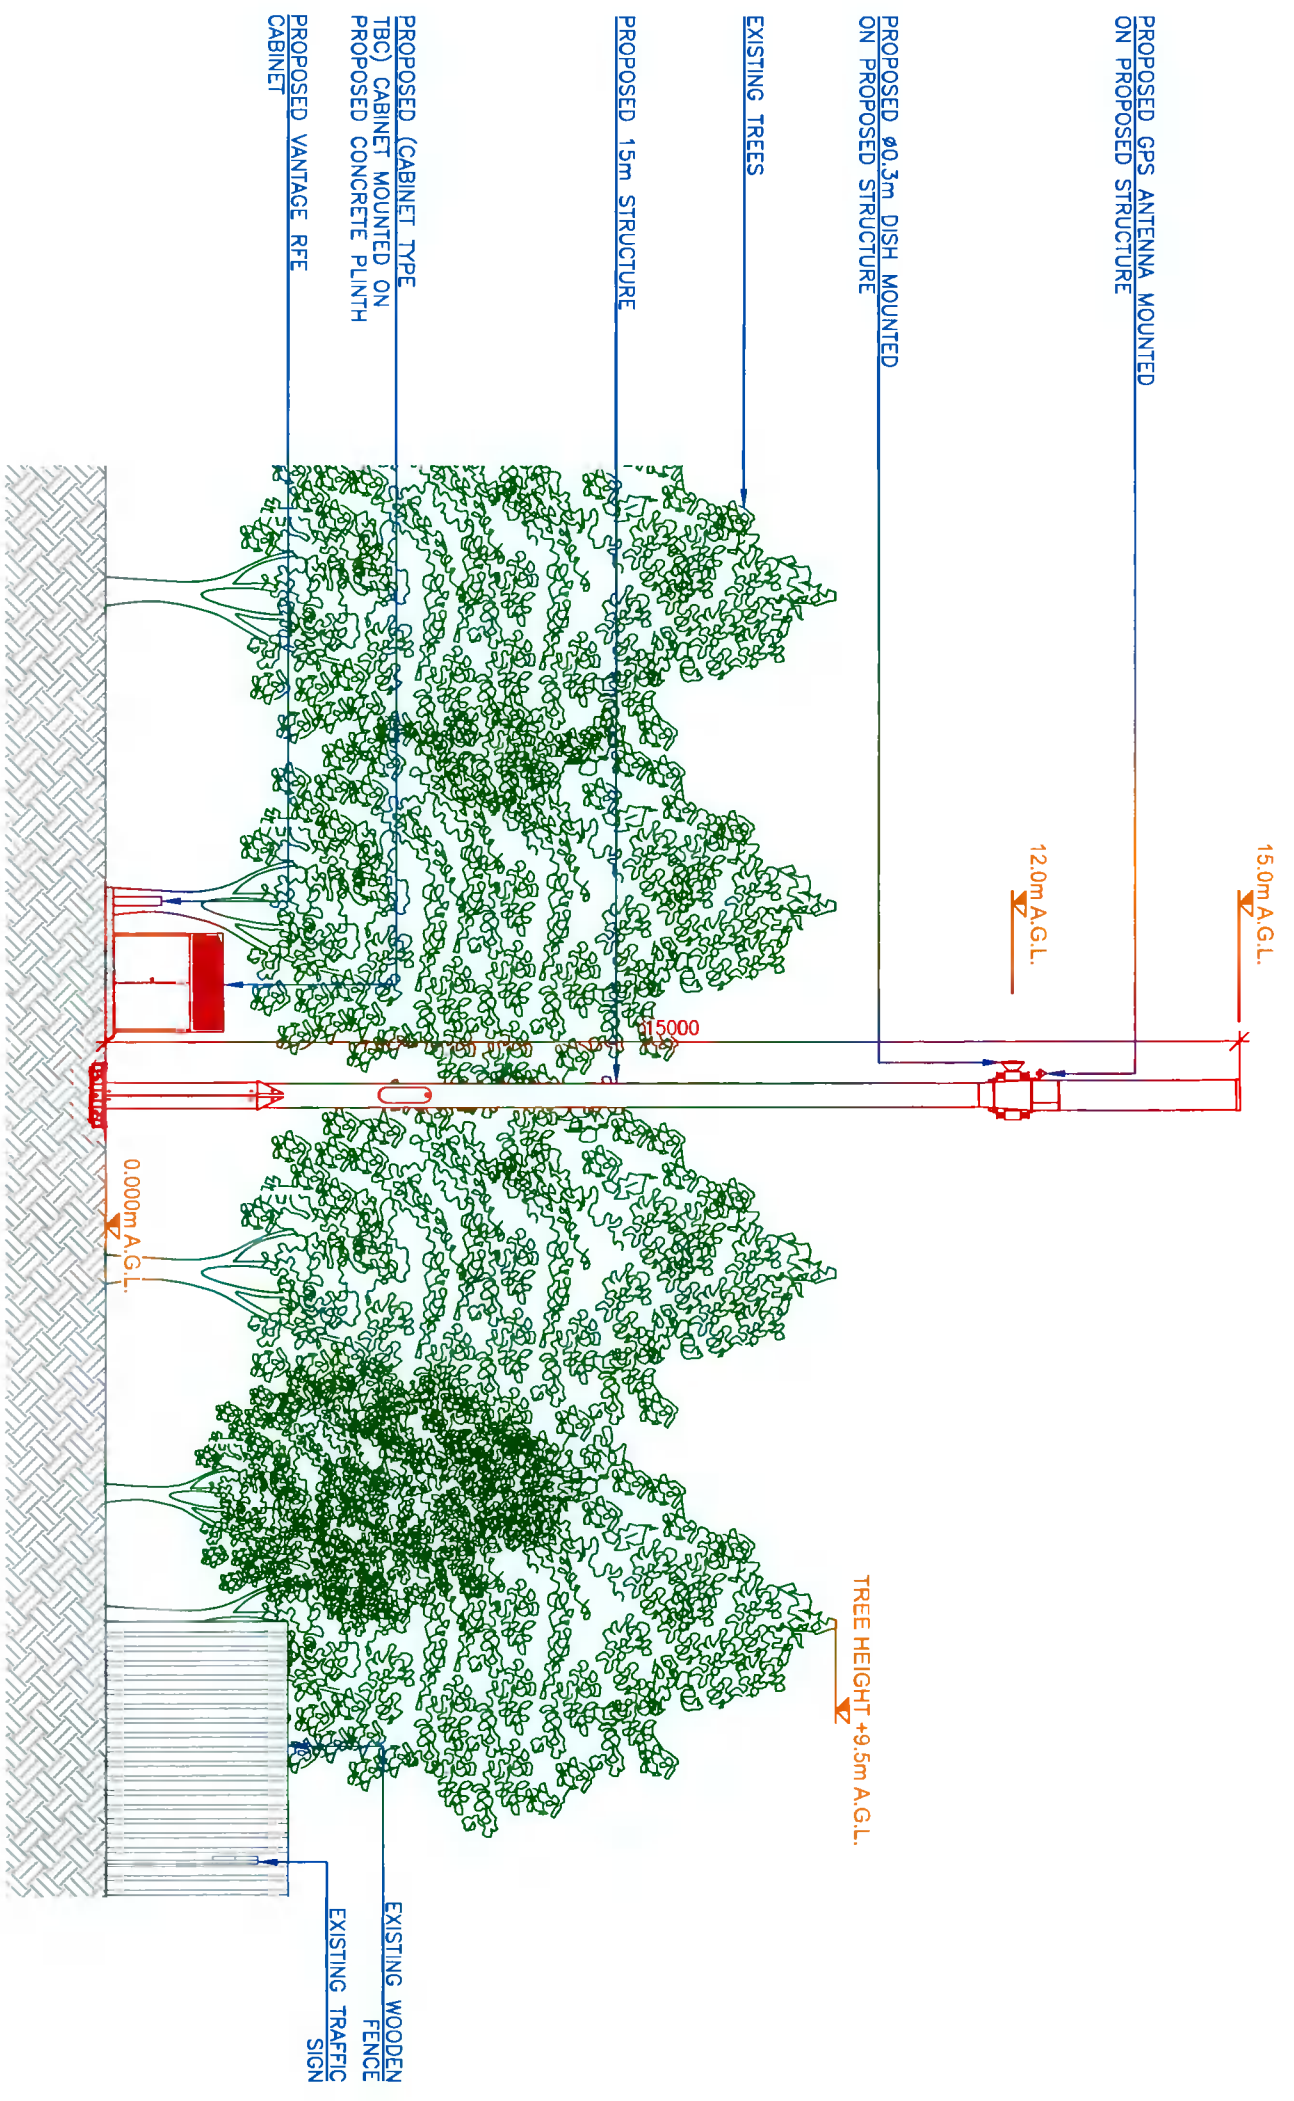 PROPOSED GPS ANTENNA MOUNTED
ON PROPOSED STRUCTURE
15.0m A.G.L.
12.0m A.G.L.
PROPOSED ø0.3m DISH MOUNTED
ON PROPOSED STRUCTURE
TREE HEIGHT +9.5m A.G.L.
EXISTING TREES
15000
PROPOSED 15m STRUCTURE
PROPOSED (CABINET TYPE
TBC) CABINET MOUNTED ON
PROPOSED CONCRETE PLINTH
EXISTING WOODEN
FENCE
PROPOSED VANTAGE RFE
CABINET
EXISTING TRAFFIC
SIGN
0.000m A.G.L.